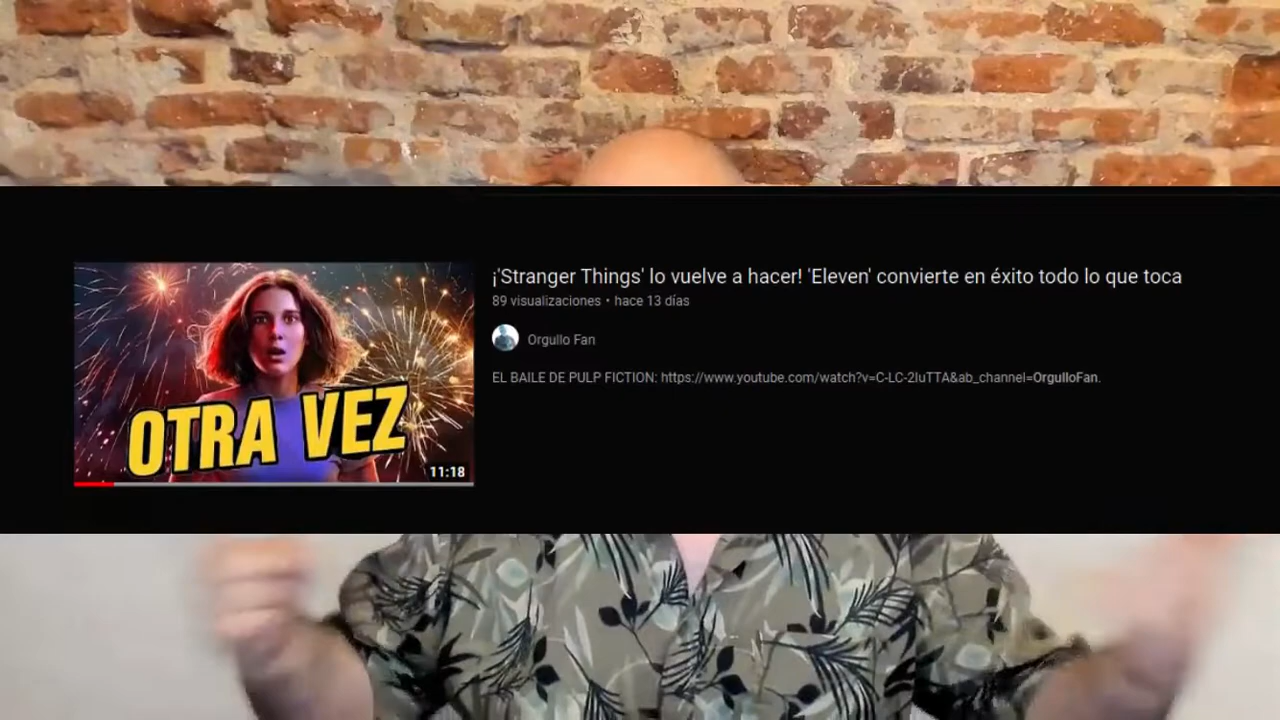 ¡'Stranger Things' lo vuelve a hacer! 'Eleven' convierte en éxito todo lo que toca
89 visualizaciones • hace 13 días
Orgullo Fan
EL BAILE DE PULP FICTION: https://www.youtube.com/watch?v=C-LC-2luTTA&ab_channel=OrgulloFan.
OTRA VEZ
11:18